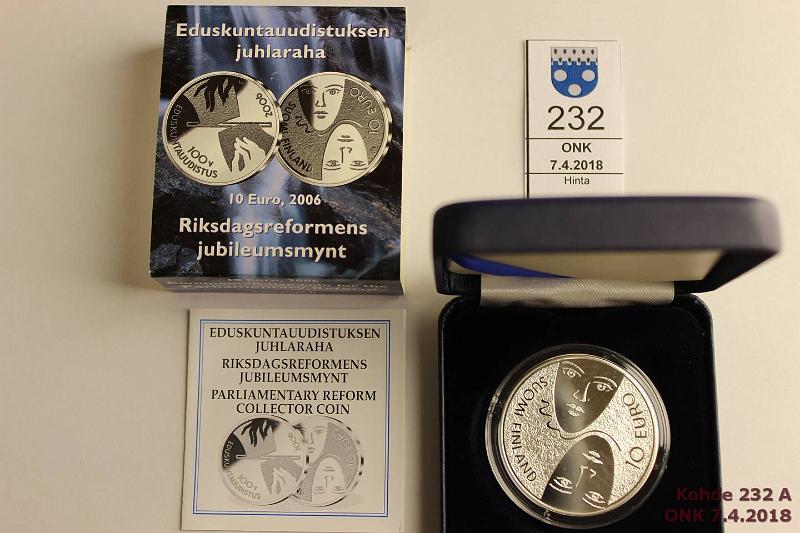 Eduskuntauudistuksen
juhlaraha
EDUSKUNTAUUDISTUS
100v
2006
SUOMI FINLAND
10 EURO
10 Euro, 2006
Riksdagsreformens
jubileumsmynt
232
ONK
7.4.2018
Hinta
EDUSKUNTAUUDISTUKSEN
JUHLARAHA
RIKSDAGSREFORMENS
JUBILEUMSMYNT
PARLIAMENTARY REFORM
COLLECTOR COIN
EDUSKUNTAUUDISTUS
100v
2006
SUOMI FINLAND
10 EURO
Kohde 232 A
ONK 7.4.2018